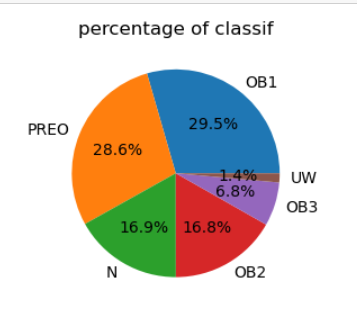 percentage of classif
OB1
29.5%
PREO
28.6%
1.4%
UW
6.8%
OB3
16.9%
16.8%
N
OB2